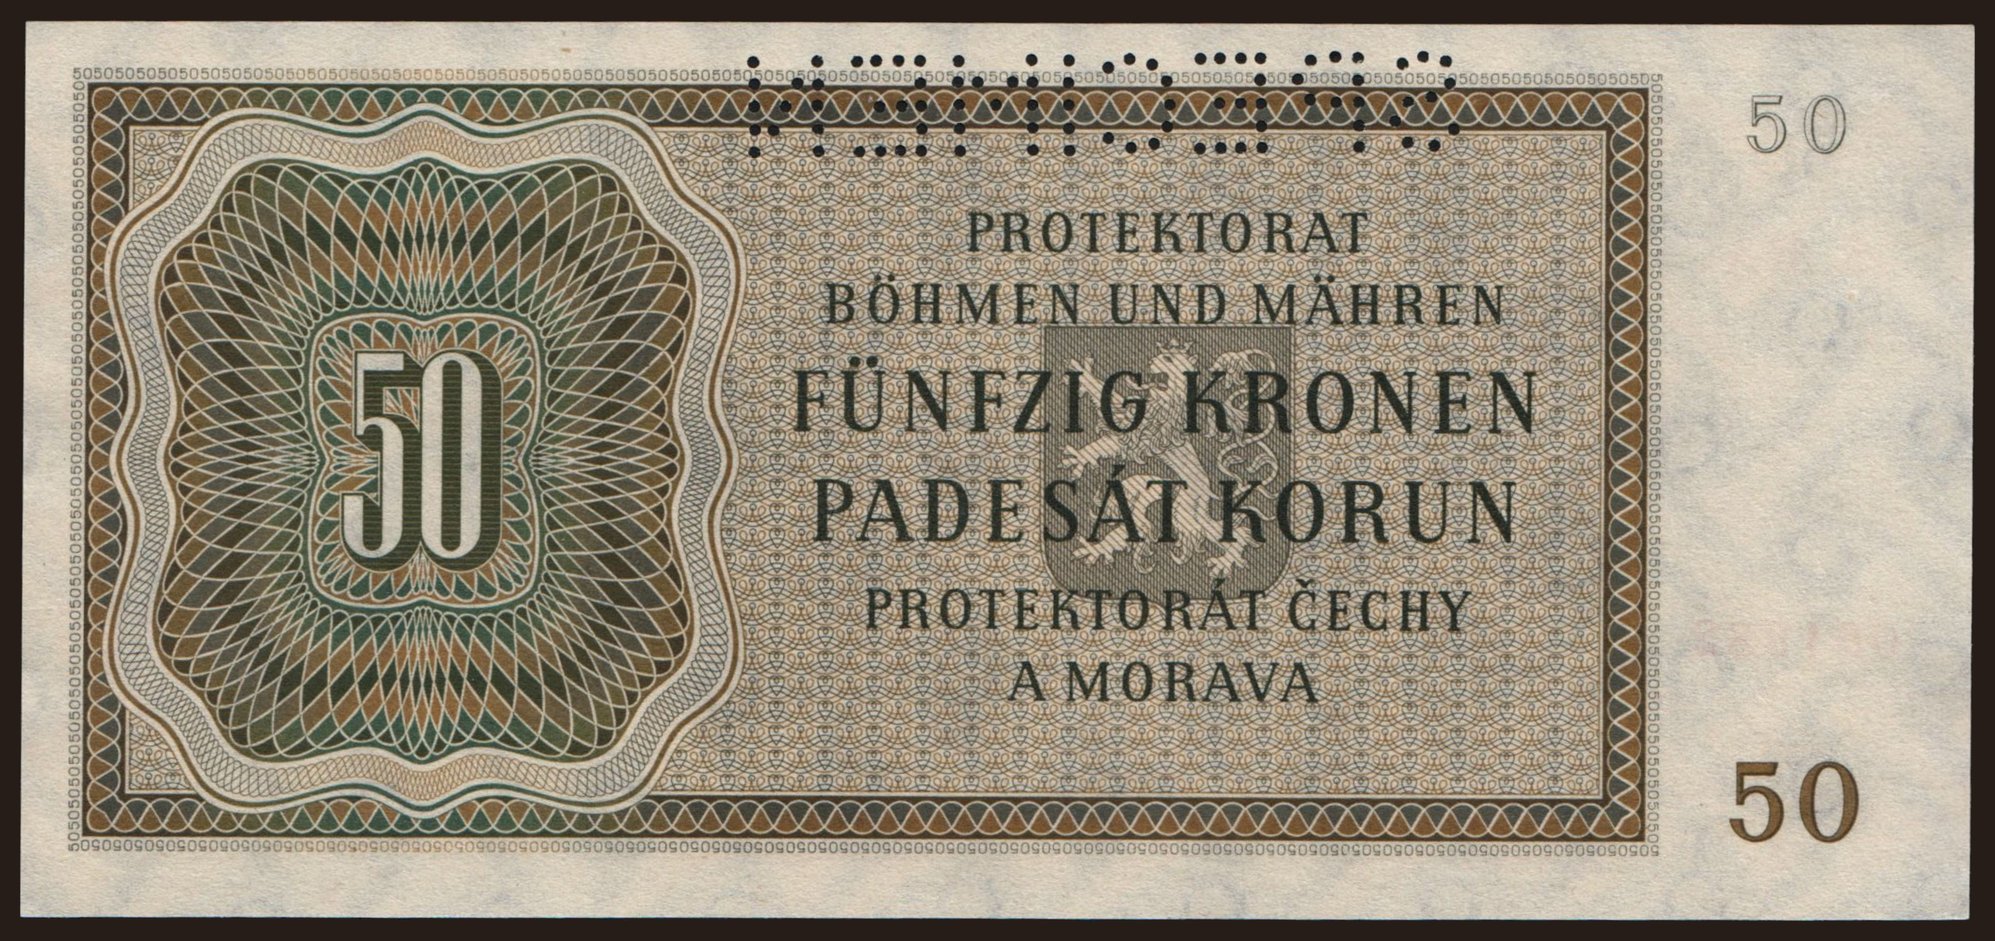 50
PROTEKTORAT
BÖHMEN UND MÄHREN
FÜNFZIG KRONEN
PADESÁT KORUN
PROTEKTORÁT ČECHY
A MORAVA
50
50